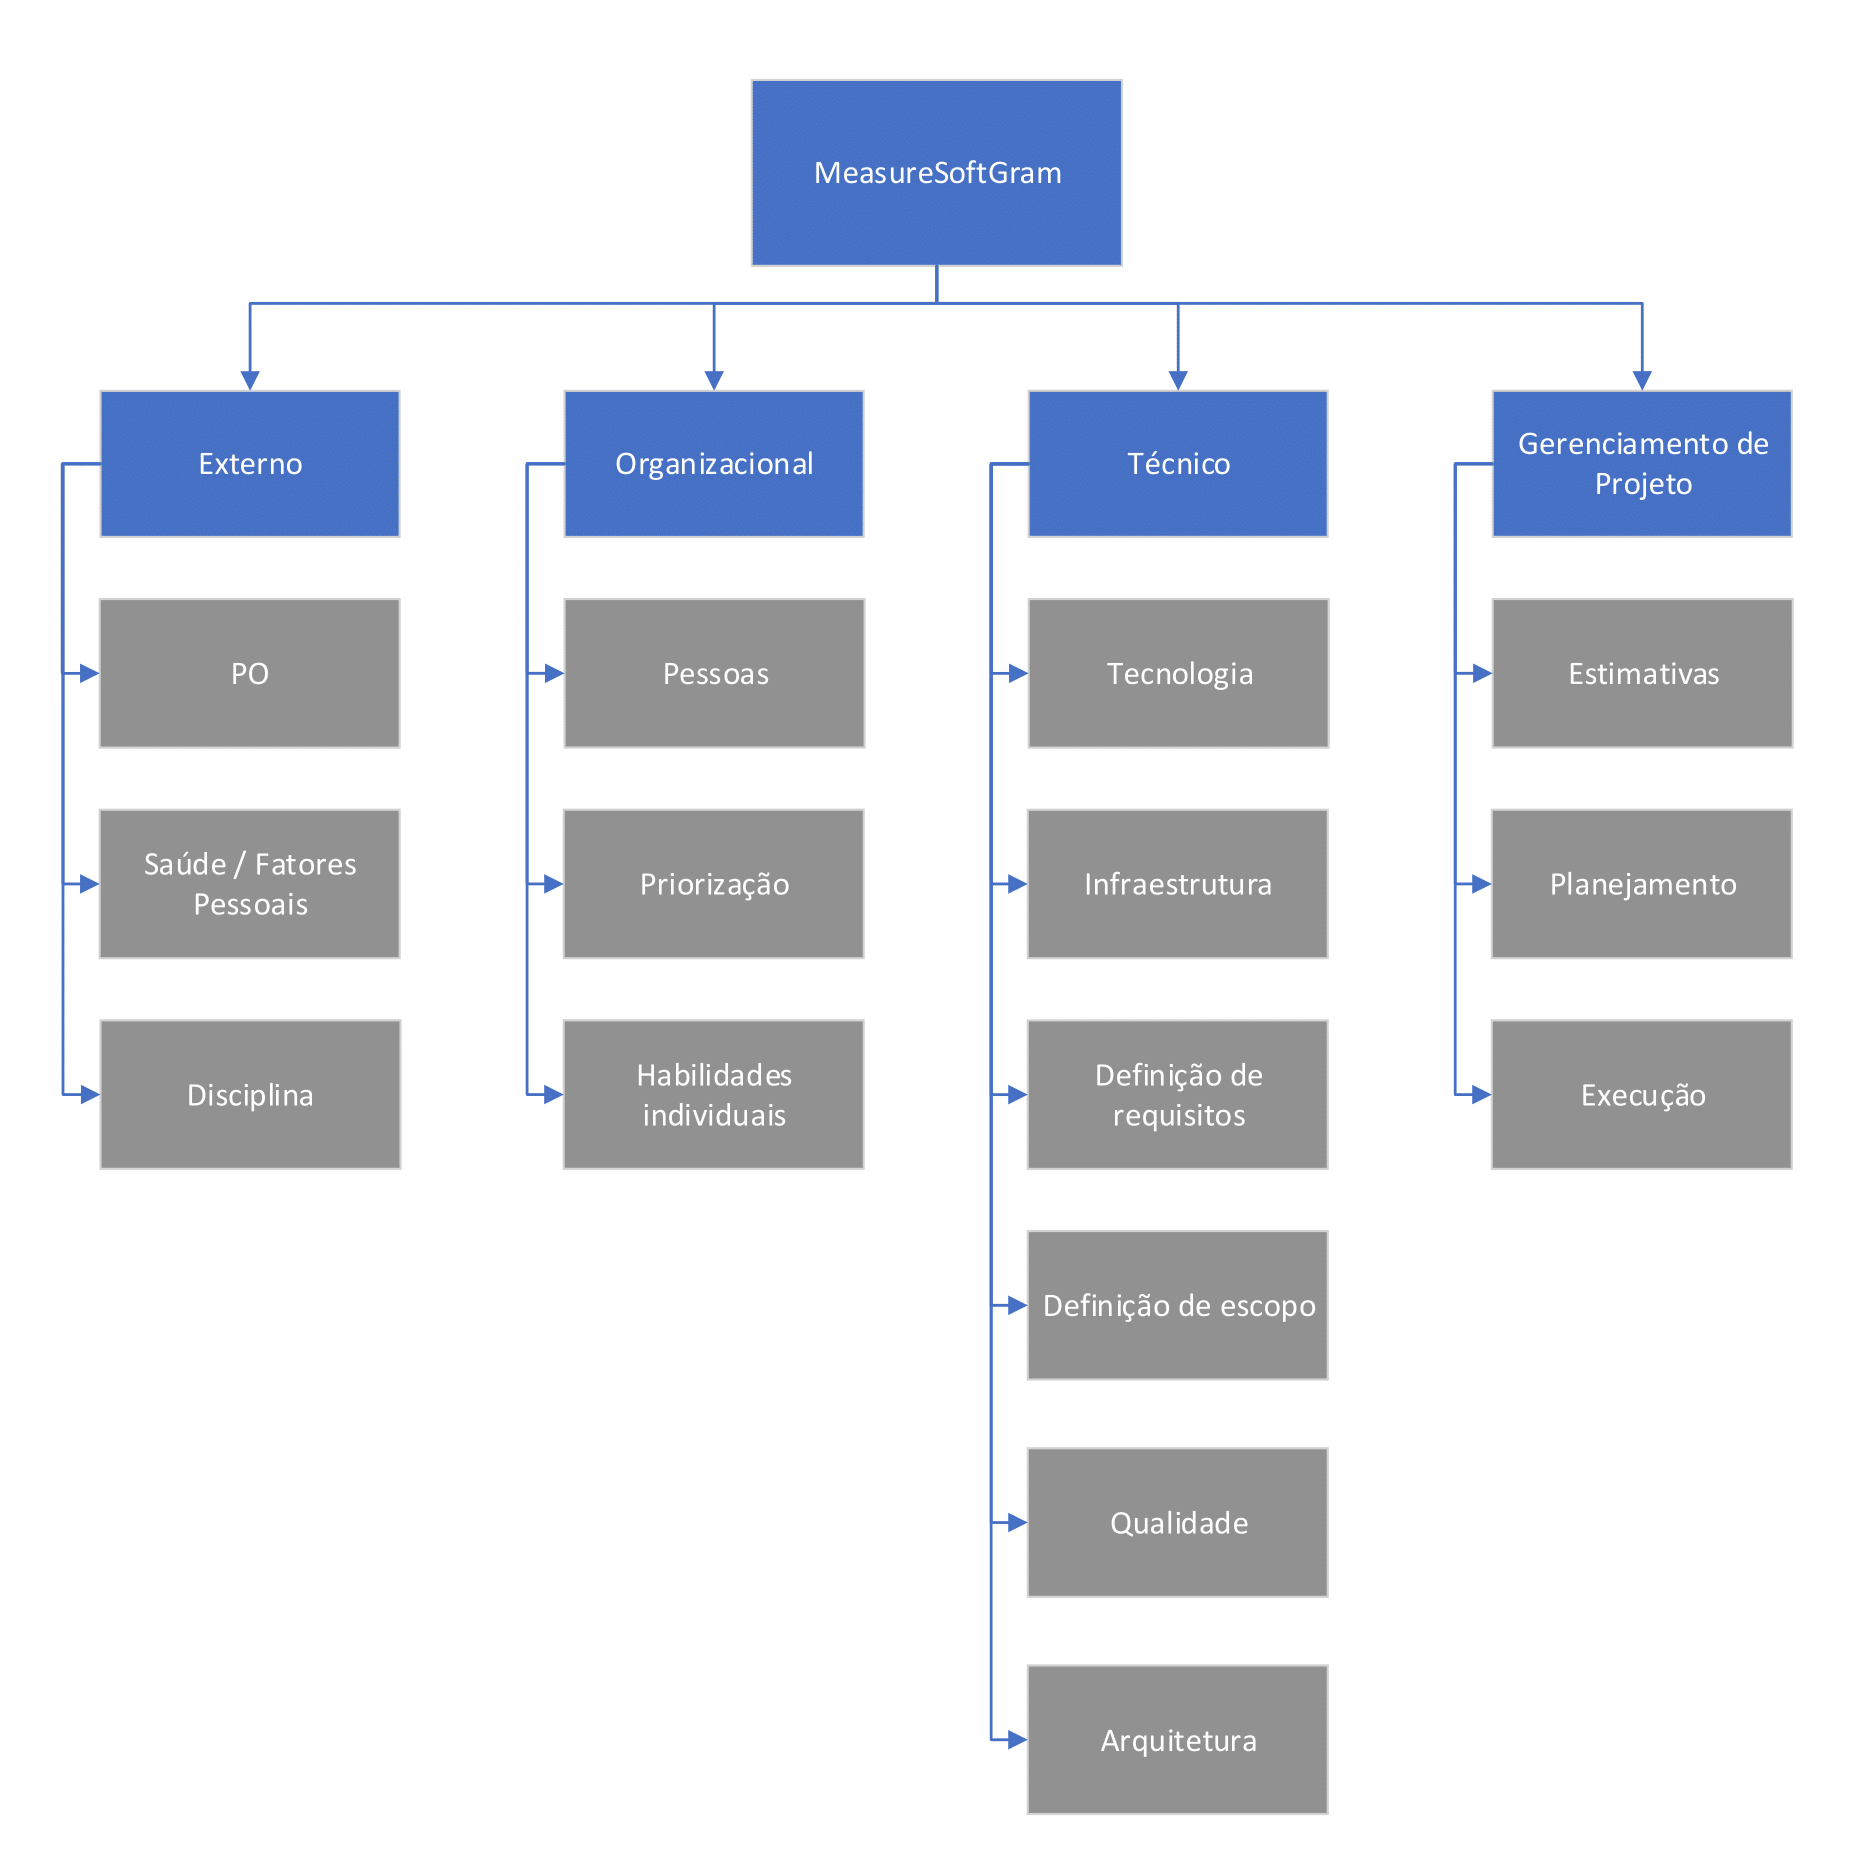 MeasureSoftGram
Externo
Organizacional
Técnico
Gerenciamento de
Projeto
PO
Pessoas
Tecnologia
Estimativas
Saúde / Fatores
Pessoais
Priorização
Infraestrutura
Planejamento
Disciplina
Habilidades
individuais
Definição de
requisitos
Execução
Definição de escopo
Qualidade
Arquitetura